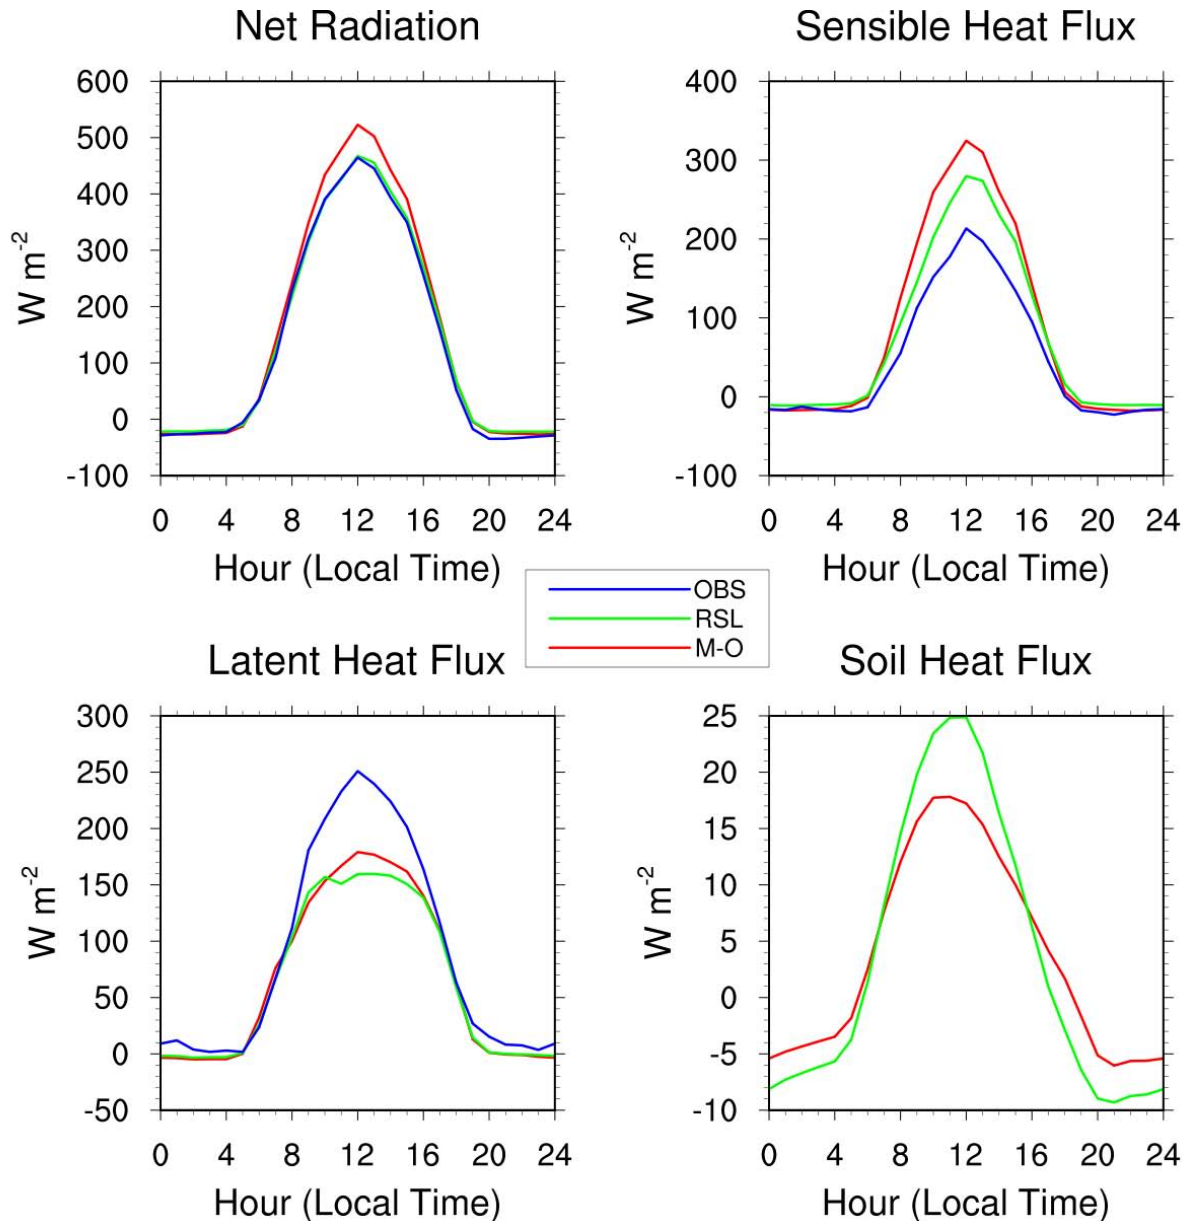 Net Radiation
600
500
400
300
200
100
0
-100
W m-2
0 4 8 12 16 20 24
Hour (Local Time)
Sensible Heat Flux
400
300
200
100
0
-100
W m-2
0 4 8 12 16 20 24
Hour (Local Time)
OBS
RSL
M-O
Latent Heat Flux
300
250
200
150
100
50
0
-50
W m-2
0 4 8 12 16 20 24
Hour (Local Time)
Soil Heat Flux
25
20
15
10
5
0
-5
-10
W m-2
0 4 8 12 16 20 24
Hour (Local Time)